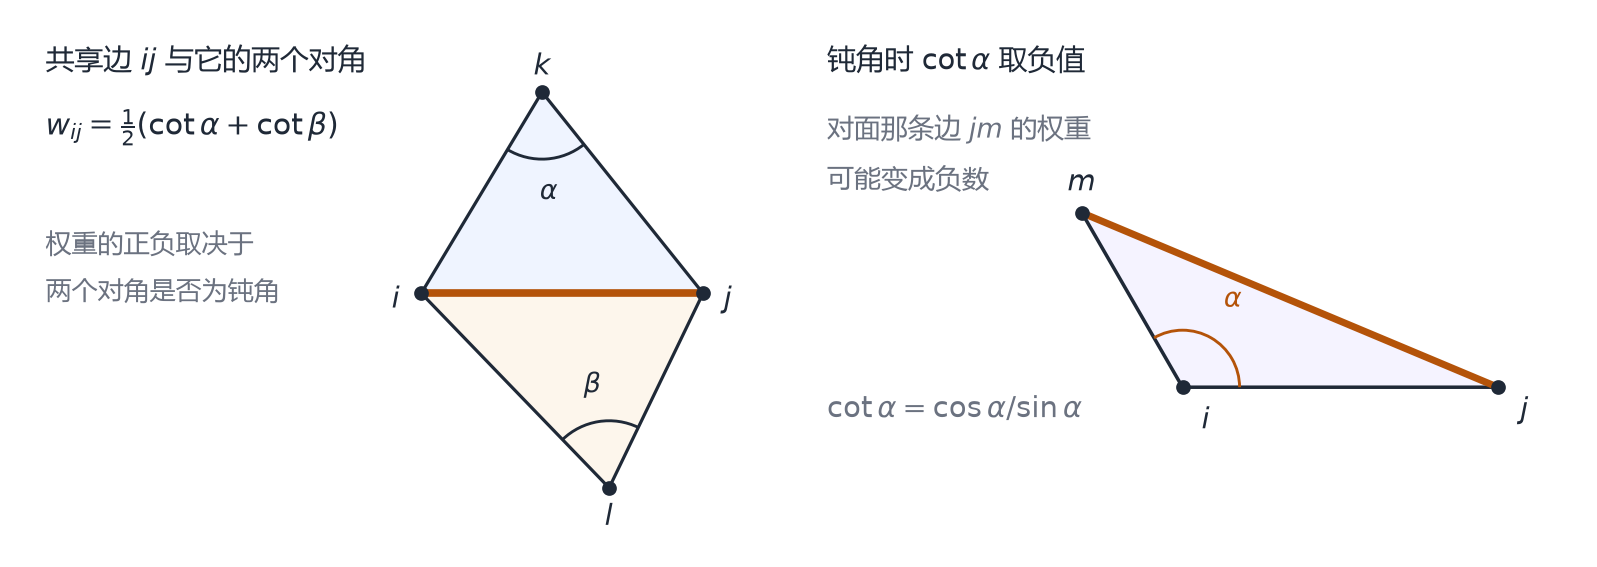 共享边 ij 与它的两个对角
w_{ij} = \frac{1}{2}(cot α + cot β)
权重的正负取决于
两个对角是否为钝角
k
α
i
j
β
l
钝角时 cot α 取负值
对面那条边 jm 的权重
可能变成负数
m
α
cot α = cos α/sin α
i
j